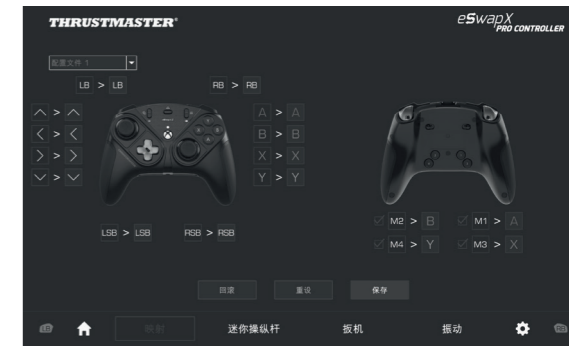 THRUSTMASTER®
eSwapX
PRO CONTROLLER
配置文件 1
LB > LB
RB > RB
A > A
B > B
X > X
Y > Y
LSB > LSB
RSB > RSB
M2 > B
M1 > A
M4 > Y
M3 > X
回滚
重设
保存
LB
映射
迷你操纵杆
扳机
振动
RB